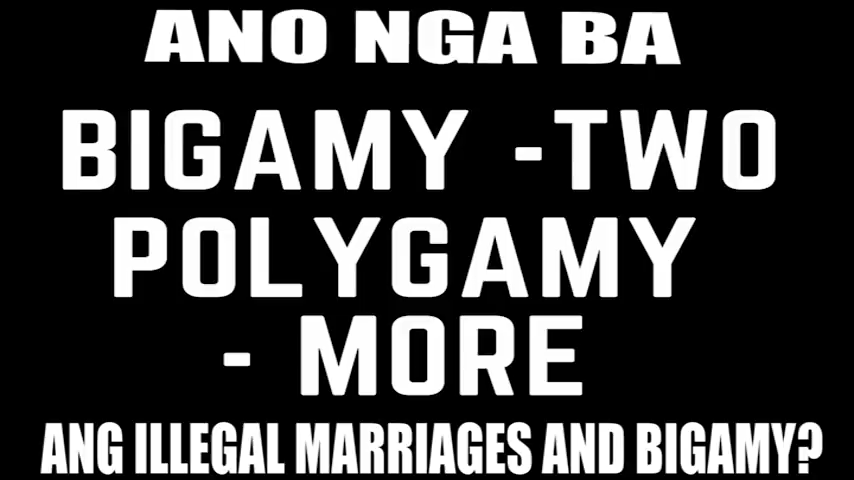 ANO NGA BA
BIGAMY -TWO
POLYGAMY
- MORE
ANG ILLEGAL MARRIAGES AND BIGAMY?